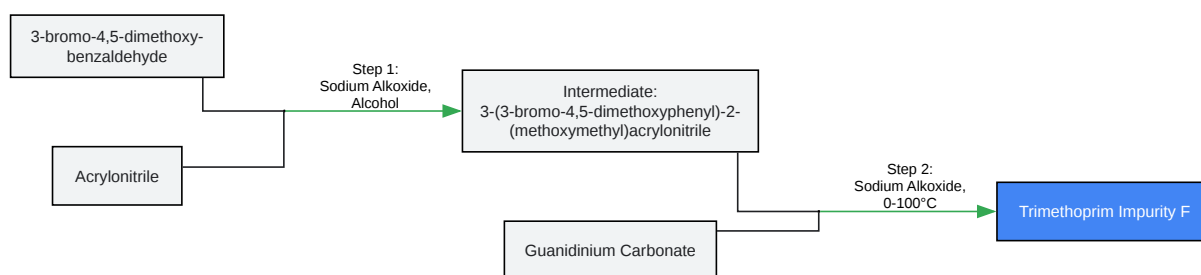 3-bromo-4,5-dimethoxy-
benzaldehyde
Acrylonitrile
Step 1:
Sodium Alkoxide,
Alcohol
Intermediate:
3-(3-bromo-4,5-dimethoxyphenyl)-2-
(methoxymethyl)acrylonitrile
Guanidinium Carbonate
Step 2:
Sodium Alkoxide,
0-100°C
Trimethoprim Impurity F